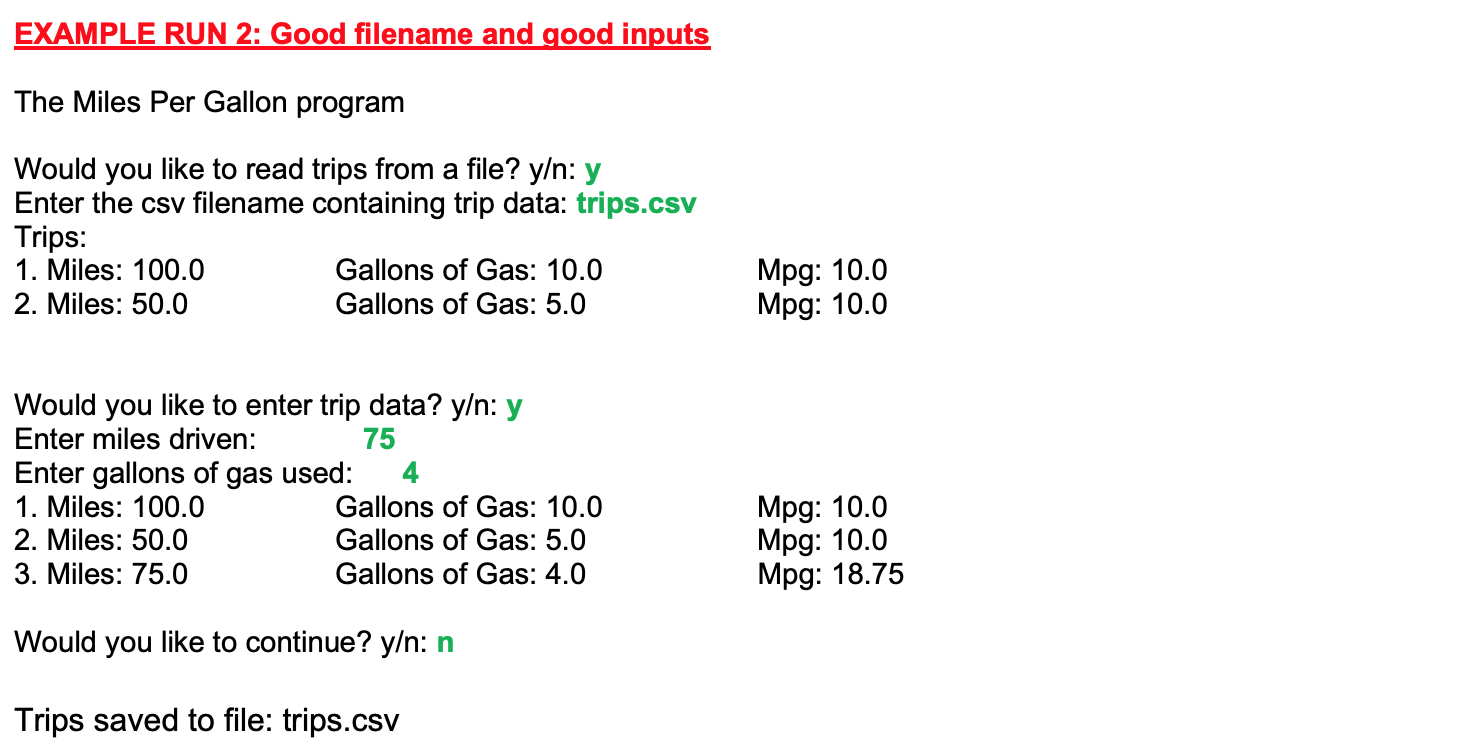 EXAMPLE RUN 2: Good filename and good inputs
The Miles Per Gallon program
Would you like to read trips from a file? y/n: y
Enter the csv filename containing trip data: trips.csv
Trips:
1. Miles: 100.0 Gallons of Gas: 10.0 Mpg: 10.0
2. Miles: 50.0 Gallons of Gas: 5.0 Mpg: 10.0
Would you like to enter trip data? y/n: y
Enter miles driven: 75
Enter gallons of gas used: 4
1. Miles: 100.0 Gallons of Gas: 10.0 Mpg: 10.0
2. Miles: 50.0 Gallons of Gas: 5.0 Mpg: 10.0
3. Miles: 75.0 Gallons of Gas: 4.0 Mpg: 18.75
Would you like to continue? y/n: n
Trips saved to file: trips.csv